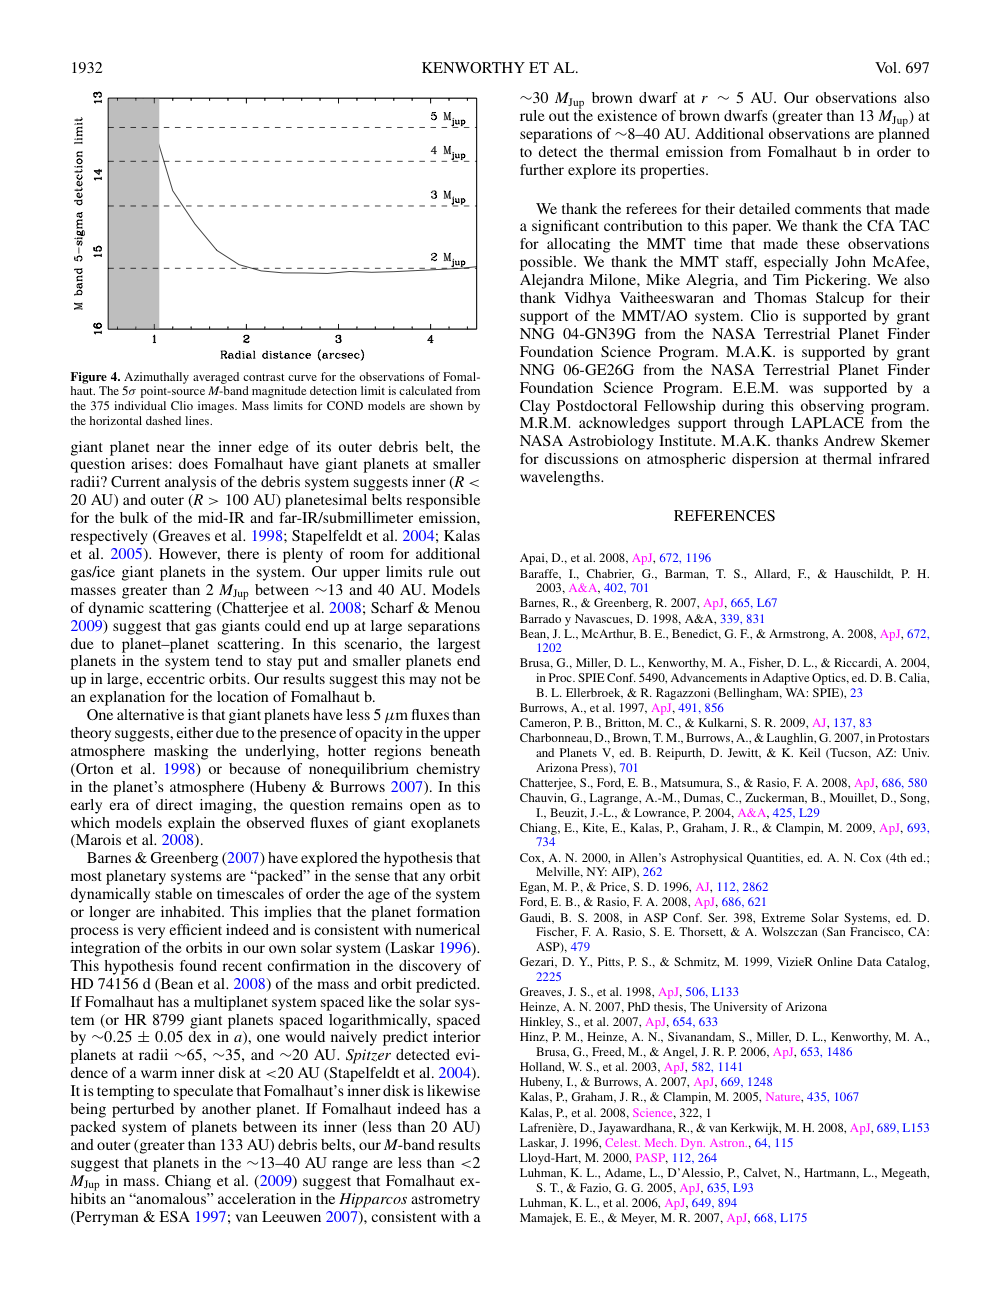 1932
KENWORTHY ET AL.
Vol. 697
13
14
15
16
M band 5-sigma detection limit
5 MJup
4 MJup
3 MJup
2 MJup
1
2
3
4
Radial distance (arcsec)
Figure 4. Azimuthally averaged contrast curve for the observations of Fomal-
haut. The 5σ point-source M-band magnitude detection limit is calculated from
the 375 individual Clio images. Mass limits for COND models are shown by
the horizontal dashed lines.
giant planet near the inner edge of its outer debris belt, the
question arises: does Fomalhaut have giant planets at smaller
radii? Current analysis of the debris system suggests inner (R <
20 AU) and outer (R > 100 AU) planetesimal belts responsible
for the bulk of the mid-IR and far-IR/submillimeter emission,
respectively (Greaves et al. 1998; Stapelfeldt et al. 2004; Kalas
et al. 2005). However, there is plenty of room for additional
gas/ice giant planets in the system. Our upper limits rule out
masses greater than 2 MJup between ∼13 and 40 AU. Models
of dynamic scattering (Chatterjee et al. 2008; Scharf & Menou
2009) suggest that gas giants could end up at large separations
due to planet–planet scattering. In this scenario, the largest
planets in the system tend to stay put and smaller planets end
up in large, eccentric orbits. Our results suggest this may not be
an explanation for the location of Fomalhaut b.
One alternative is that giant planets have less 5 μm fluxes than
theory suggests, either due to the presence of opacity in the upper
atmosphere masking the underlying, hotter regions beneath
(Orton et al. 1998) or because of nonequilibrium chemistry
in the planet's atmosphere (Hubeny & Burrows 2007). In this
early era of direct imaging, the question remains open as to
which models explain the observed fluxes of giant exoplanets
(Marois et al. 2008).
Barnes & Greenberg (2007) have explored the hypothesis that
most planetary systems are “packed” in the sense that any orbit
dynamically stable on timescales of order the age of the system
or longer are inhabited. This implies that the planet formation
process is very efficient indeed and is consistent with numerical
integration of the orbits in our own solar system (Laskar 1996).
This hypothesis found recent confirmation in the discovery of
HD 74156 d (Bean et al. 2008) of the mass and orbit predicted.
If Fomalhaut has a multiplanet system spaced like the solar sys-
tem (or HR 8799 giant planets spaced logarithmically, spaced
by ∼0.25 ± 0.05 dex in a), one would naively predict interior
planets at radii ∼65, ∼35, and ∼20 AU. Spitzer detected evi-
dence of a warm inner disk at <20 AU (Stapelfeldt et al. 2004).
It is tempting to speculate that Fomalhaut's inner disk is likewise
being perturbed by another planet. If Fomalhaut indeed has a
packed system of planets between its inner (less than 20 AU)
and outer (greater than 133 AU) debris belts, our M-band results
suggest that planets in the ∼13–40 AU range are less than <2
MJup in mass. Chiang et al. (2009) suggest that Fomalhaut ex-
hibits an “anomalous” acceleration in the Hipparcos astrometry
(Perryman & ESA 1997; van Leeuwen 2007), consistent with a
∼30 MJup brown dwarf at r ∼ 5 AU. Our observations also
rule out the existence of brown dwarfs (greater than 13 MJup) at
separations of ∼8–40 AU. Additional observations are planned
to detect the thermal emission from Fomalhaut b in order to
further explore its properties.
We thank the referees for their detailed comments that made
a significant contribution to this paper. We thank the CfA TAC
for allocating the MMT time that made these observations
possible. We thank the MMT staff, especially John McAfee,
Alejandra Milone, Mike Alegria, and Tim Pickering. We also
thank Vidhya Vaitheeswaran and Thomas Stalcup for their
support of the MMT/AO system. Clio is supported by grant
NNG 04-GN39G from the NASA Terrestrial Planet Finder
Foundation Science Program. M.A.K. is supported by grant
NNG 06-GE26G from the NASA Terrestrial Planet Finder
Foundation Science Program. E.E.M. was supported by a
Clay Postdoctoral Fellowship during this observing program.
M.R.M. acknowledges support through LAPLACE from the
NASA Astrobiology Institute. M.A.K. thanks Andrew Skemer
for discussions on atmospheric dispersion at thermal infrared
wavelengths.
REFERENCES
Apai, D., et al. 2008, ApJ, 672, 1196
Baraffe, I., Chabrier, G., Barman, T. S., Allard, F., & Hauschildt, P. H.
2003, A&A, 402, 701
Barnes, R., & Greenberg, R. 2007, ApJ, 665, L67
Barrado y Navascues, D. 1998, A&A, 339, 831
Bean, J. L., McArthur, B. E., Benedict, G. F., & Armstrong, A. 2008, ApJ, 672,
1202
Brusa, G., Miller, D. L., Kenworthy, M. A., Fisher, D. L., & Riccardi, A. 2004,
in Proc. SPIE Conf. 5490, Advancements in Adaptive Optics, ed. D. B. Calia,
B. L. Ellerbroek, & R. Ragazzoni (Bellingham, WA: SPIE), 23
Burrows, A., et al. 1997, ApJ, 491, 856
Cameron, P. B., Britton, M. C., & Kulkarni, S. R. 2009, AJ, 137, 83
Charbonneau, D., Brown, T. M., Burrows, A., & Laughlin, G. 2007, in Protostars
and Planets V, ed. B. Reipurth, D. Jewitt, & K. Keil (Tucson, AZ: Univ.
Arizona Press), 701
Chatterjee, S., Ford, E. B., Matsumura, S., & Rasio, F. A. 2008, ApJ, 686, 580
Chauvin, G., Lagrange, A.-M., Dumas, C., Zuckerman, B., Mouillet, D., Song,
I., Beuzit, J.-L., & Lowrance, P. 2004, A&A, 425, L29
Chiang, E., Kite, E., Kalas, P., Graham, J. R., & Clampin, M. 2009, ApJ, 693,
734
Cox, A. N. 2000, in Allen's Astrophysical Quantities, ed. A. N. Cox (4th ed.;
Melville, NY: AIP), 262
Egan, M. P., & Price, S. D. 1996, AJ, 112, 2862
Ford, E. B., & Rasio, F. A. 2008, ApJ, 686, 621
Gaudi, B. S. 2008, in ASP Conf. Ser. 398, Extreme Solar Systems, ed. D.
Fischer, F. A. Rasio, S. E. Thorsett, & A. Wolszczan (San Francisco, CA:
ASP), 479
Gezari, D. Y., Pitts, P. S., & Schmitz, M. 1999, VizieR Online Data Catalog,
2225
Greaves, J. S., et al. 1998, ApJ, 506, L133
Heinze, A. N. 2007, PhD thesis, The University of Arizona
Hinkley, S., et al. 2007, ApJ, 654, 633
Hinz, P. M., Heinze, A. N., Sivanandam, S., Miller, D. L., Kenworthy, M. A.,
Brusa, G., Freed, M., & Angel, J. R. P. 2006, ApJ, 653, 1486
Holland, W. S., et al. 2003, ApJ, 582, 1141
Hubeny, I., & Burrows, A. 2007, ApJ, 669, 1248
Kalas, P., Graham, J. R., & Clampin, M. 2005, Nature, 435, 1067
Kalas, P., et al. 2008, Science, 322, 1
Lafrenière, D., Jayawardhana, R., & van Kerkwijk, M. H. 2008, ApJ, 689, L153
Laskar, J. 1996, Celest. Mech. Dyn. Astron., 64, 115
Lloyd-Hart, M. 2000, PASP, 112, 264
Luhman, K. L., Adame, L., D'Alessio, P., Calvet, N., Hartmann, L., Megeath,
S. T., & Fazio, G. G. 2005, ApJ, 635, L93
Luhman, K. L., et al. 2006, ApJ, 649, 894
Mamajek, E. E., & Meyer, M. R. 2007, ApJ, 668, L175